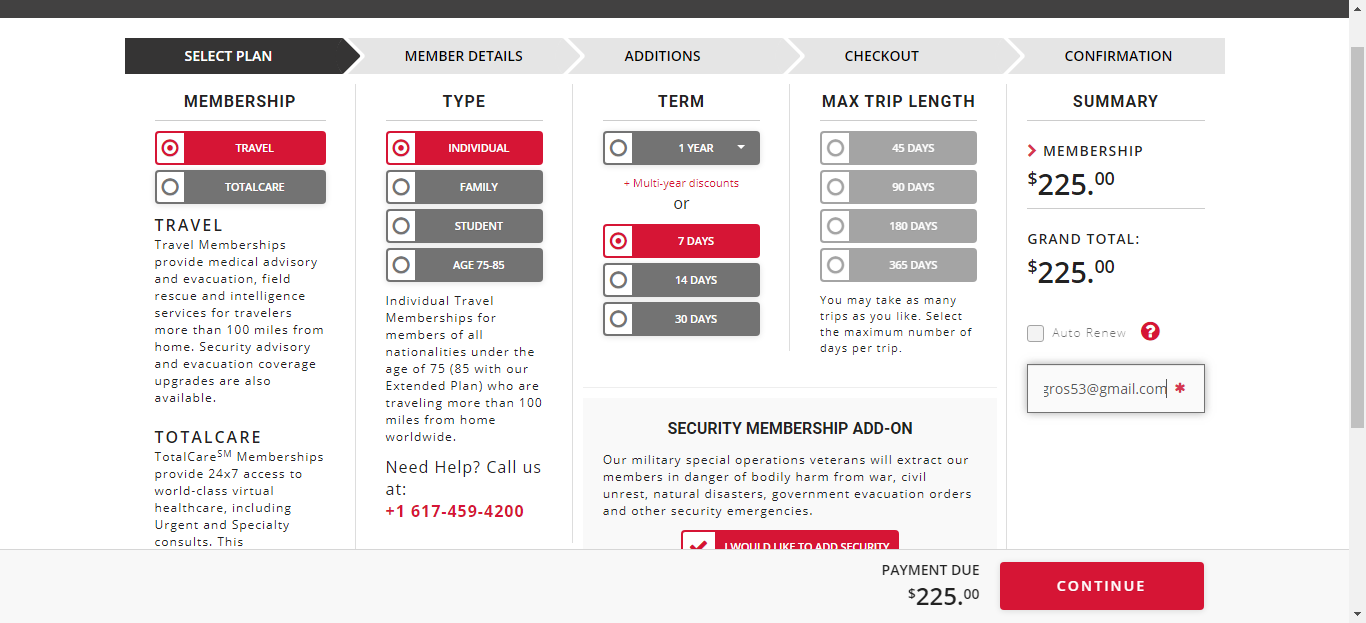 SELECT PLAN
MEMBER DETAILS
ADDITIONS
CHECKOUT
CONFIRMATION
MEMBERSHIP
TRAVEL
TOTALCARE
TRAVEL
Travel Memberships
provide medical advisory
and evacuation, field
rescue and intelligence
services for travelers
more than 100 miles from
home. Security advisory
and evacuation coverage
upgrades are also
available.
TOTALCARE
TotalCareSM Memberships
provide 24x7 access to
world-class virtual
healthcare, including
Urgent and Specialty
consults. This
TYPE
INDIVIDUAL
FAMILY
STUDENT
AGE 75-85
Individual Travel
Memberships for
members of all
nationalities under the
age of 75 (85 with our
Extended Plan) who are
traveling more than 100
miles from home
worldwide.
Need Help? Call us
at:
+1 617-459-4200
TERM
1 YEAR
+ Multi-year discounts
or
7 DAYS
14 DAYS
30 DAYS
MAX TRIP LENGTH
45 DAYS
90 DAYS
180 DAYS
365 DAYS
You may take as many
trips as you like. Select
the maximum number of
days per trip.
SECURITY MEMBERSHIP ADD-ON
Our military special operations veterans will extract our
members in danger of bodily harm from war, civil
unrest, natural disasters, government evacuation orders
and other security emergencies.
I WOULD LIKE TO ADD SECURITY
SUMMARY
MEMBERSHIP
$225.00
GRAND TOTAL:
$225.00
Auto Renew ?
gros53@gmail.com *
PAYMENT DUE
$225.00
CONTINUE